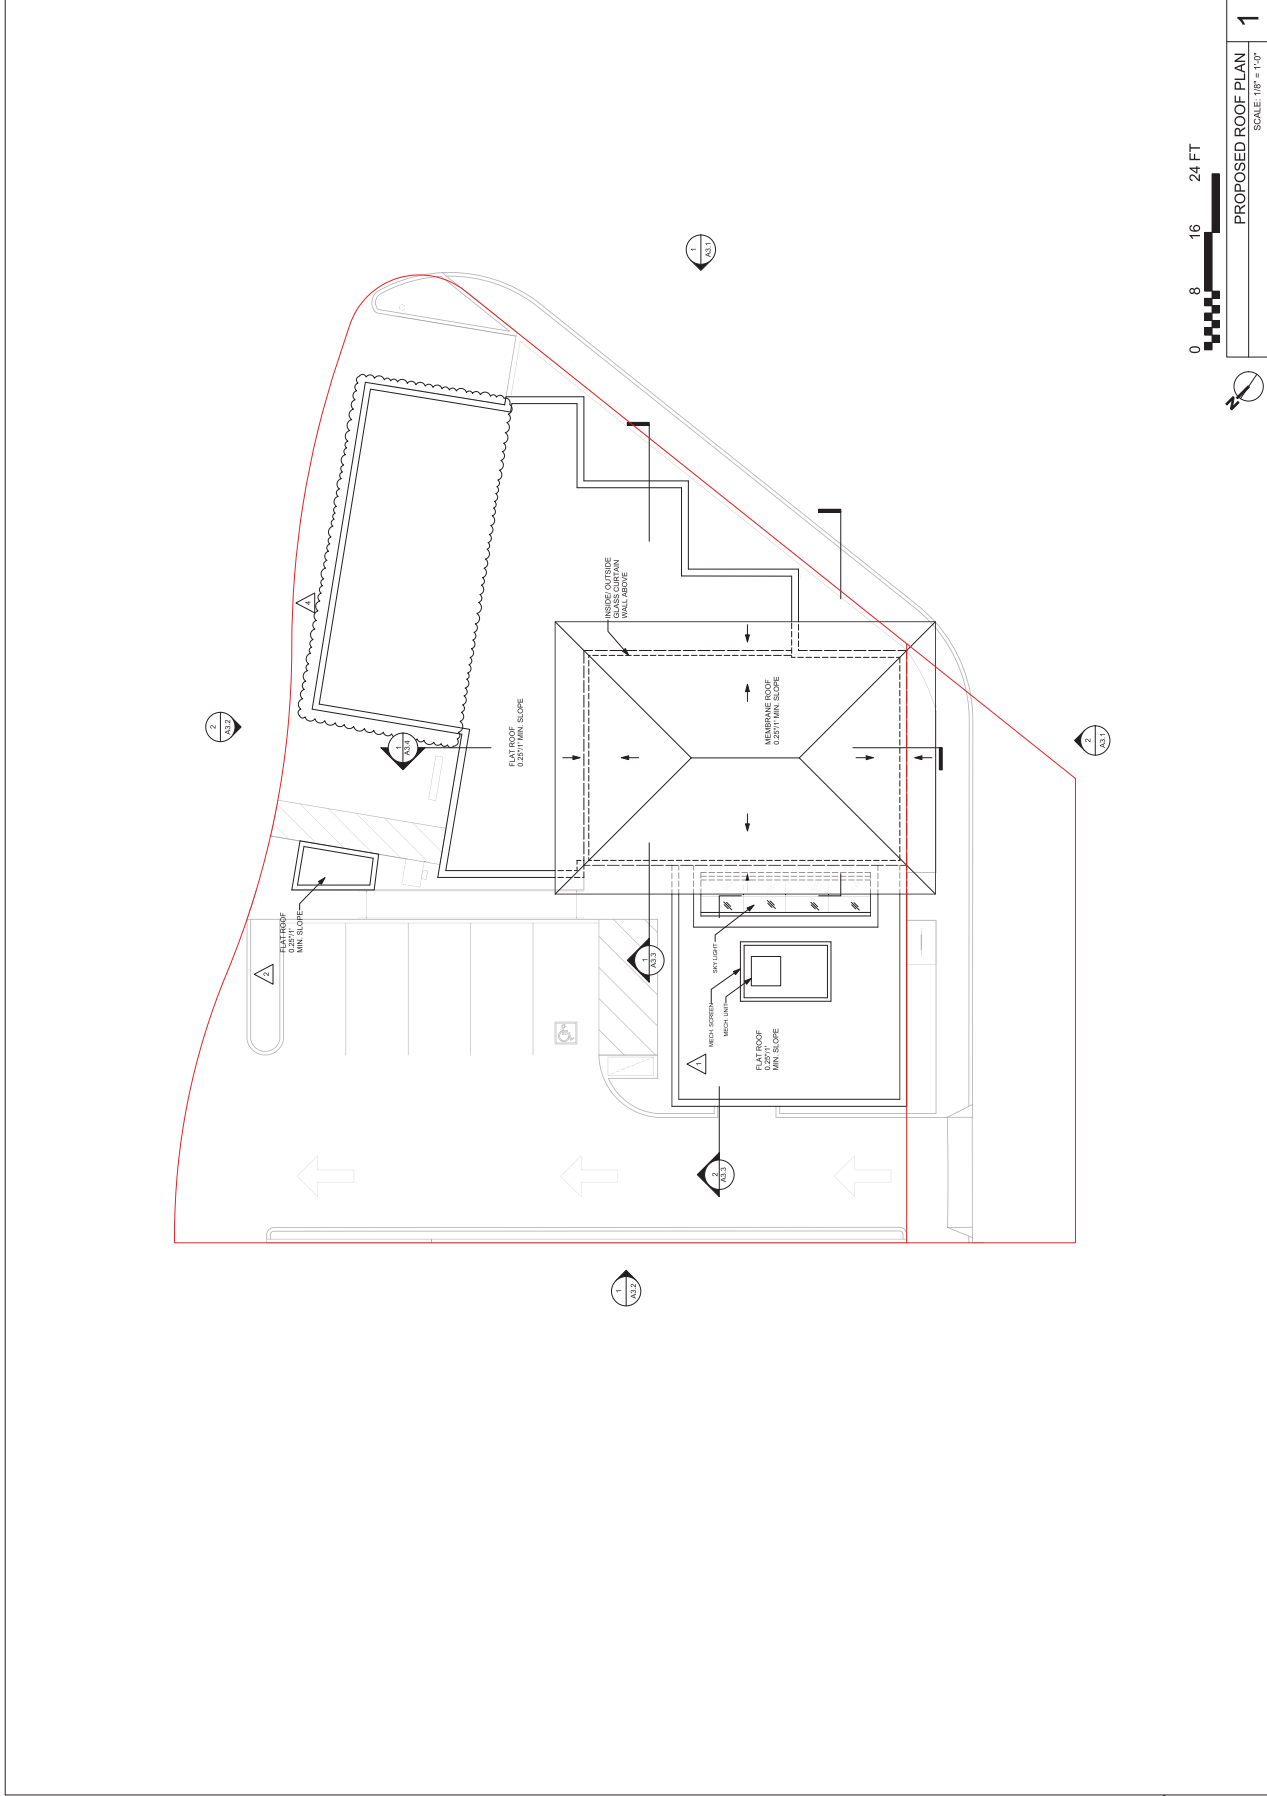 1
PROPOSED ROOF PLAN
SCALE: 1/8" = 1'-0"
0 8 16 24 FT
N
1
A3.1
2
A3.2
4
1
A3.4
FLAT ROOF
0.25"/1' MIN. SLOPE
INSIDE/ OUTSIDE
GLASS CURTAIN
WALL ABOVE
MEMBRANE ROOF
0.25"/1' MIN. SLOPE
2
A3.1
FLAT ROOF
0.25"/1'
MIN. SLOPE
2
1
A3.3
SKY LIGHT
MECH. SCREEN
MECH. UNIT
FLAT ROOF
0.25"/1'
MIN. SLOPE
1
2
A3.3
1
A3.2